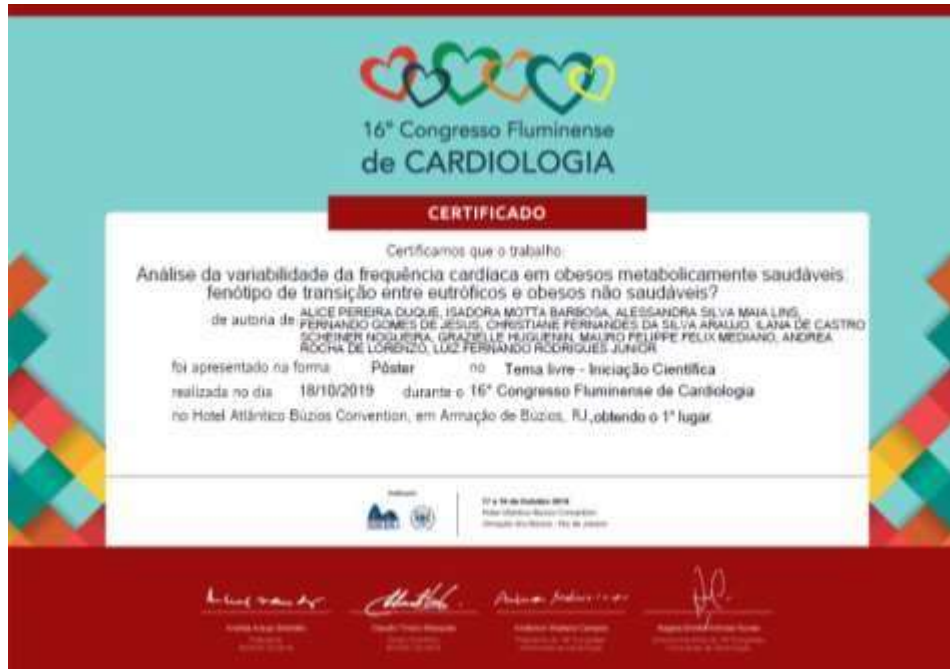 16º Congresso Fluminense
de CARDIOLOGIA
CERTIFICADO
Certificamos que o trabalho:
Análise da variabilidade da frequência cardíaca em obesos metabolicamente saudáveis:
fenótipo de transição entre eutróficos e obesos não saudáveis?
de autoria de ALICE PEREIRA DUQUE, ISADORA MOTTA BARBOSA, ALESSANDRA SILVA MAIA LINS,
FERNANDO GOMES DE JESUS, CHRISTIANE FERNANDES DA SILVA ARAUJO, ILANA DE CASTRO
SCHEINER NOGUEIRA, GRAZIELLE HUGUENIN, MAURO FELIPPE FELIX MEDIANO, ANDREA
ROCHA DE LORENZO, LUIZ FERNANDO RODRIGUES JUNIOR
foi apresentado na forma Pôster no Tema livre - Iniciação Científica
realizada no dia 18/10/2019 durante o 16º Congresso Fluminense de Cardiologia
no Hotel Atlântico Búzios Convention, em Armação de Búzios, RJ, obtendo o 1º lugar.
Outubro 2019